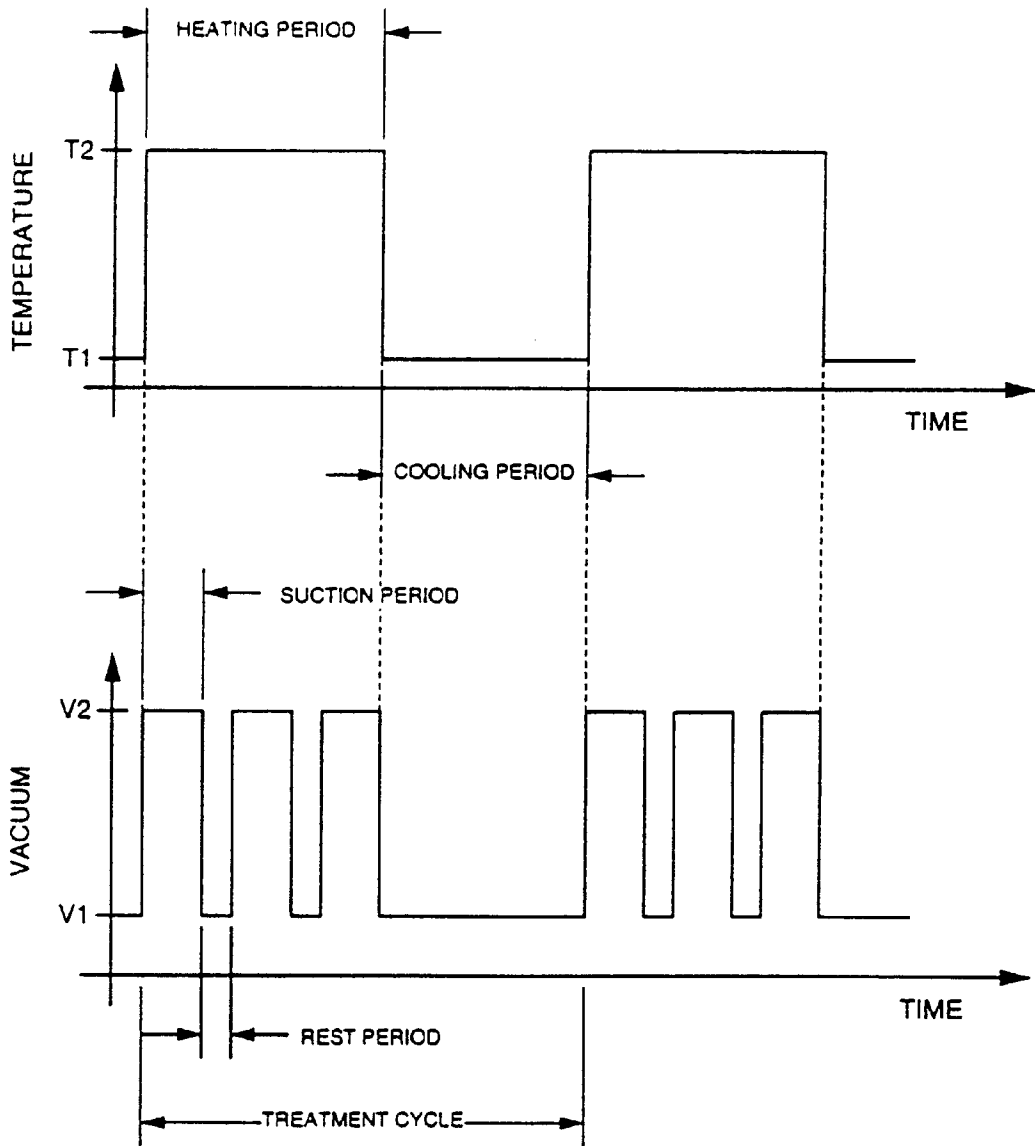 HEATING PERIOD
T2
TEMPERATURE
T1
TIME
COOLING PERIOD
SUCTION PERIOD
V2
VACUUM
V1
TIME
REST PERIOD
TREATMENT CYCLE